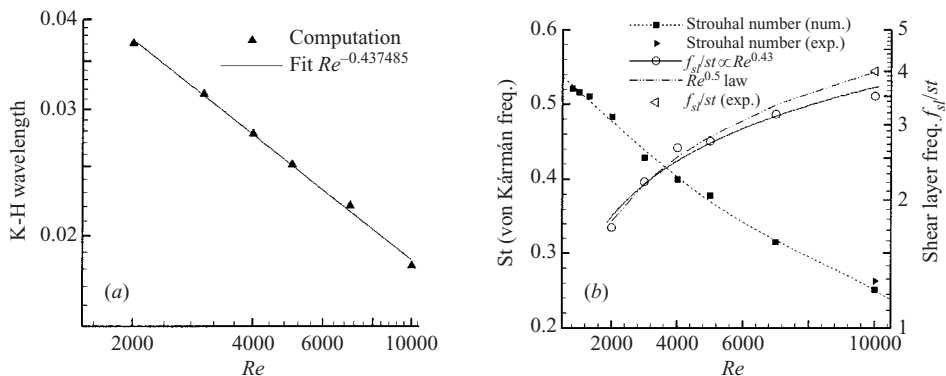 0.04
0.03
0.02
K-H wavelength
Computation
Fit Re^−0.437485
(a)
2000
4000
6000
10000
Re
0.6
0.5
0.4
0.3
0.2
St (von Kármán freq.)
Strouhal number (num.)
Strouhal number (exp.)
f_sl/st ∝ Re^0.43
Re^0.5 law
f_sl/st (exp.)
(b)
2000
4000
6000
8000
10000
Re
5
4
3
2
1
Shear layer freq. f_sl/st